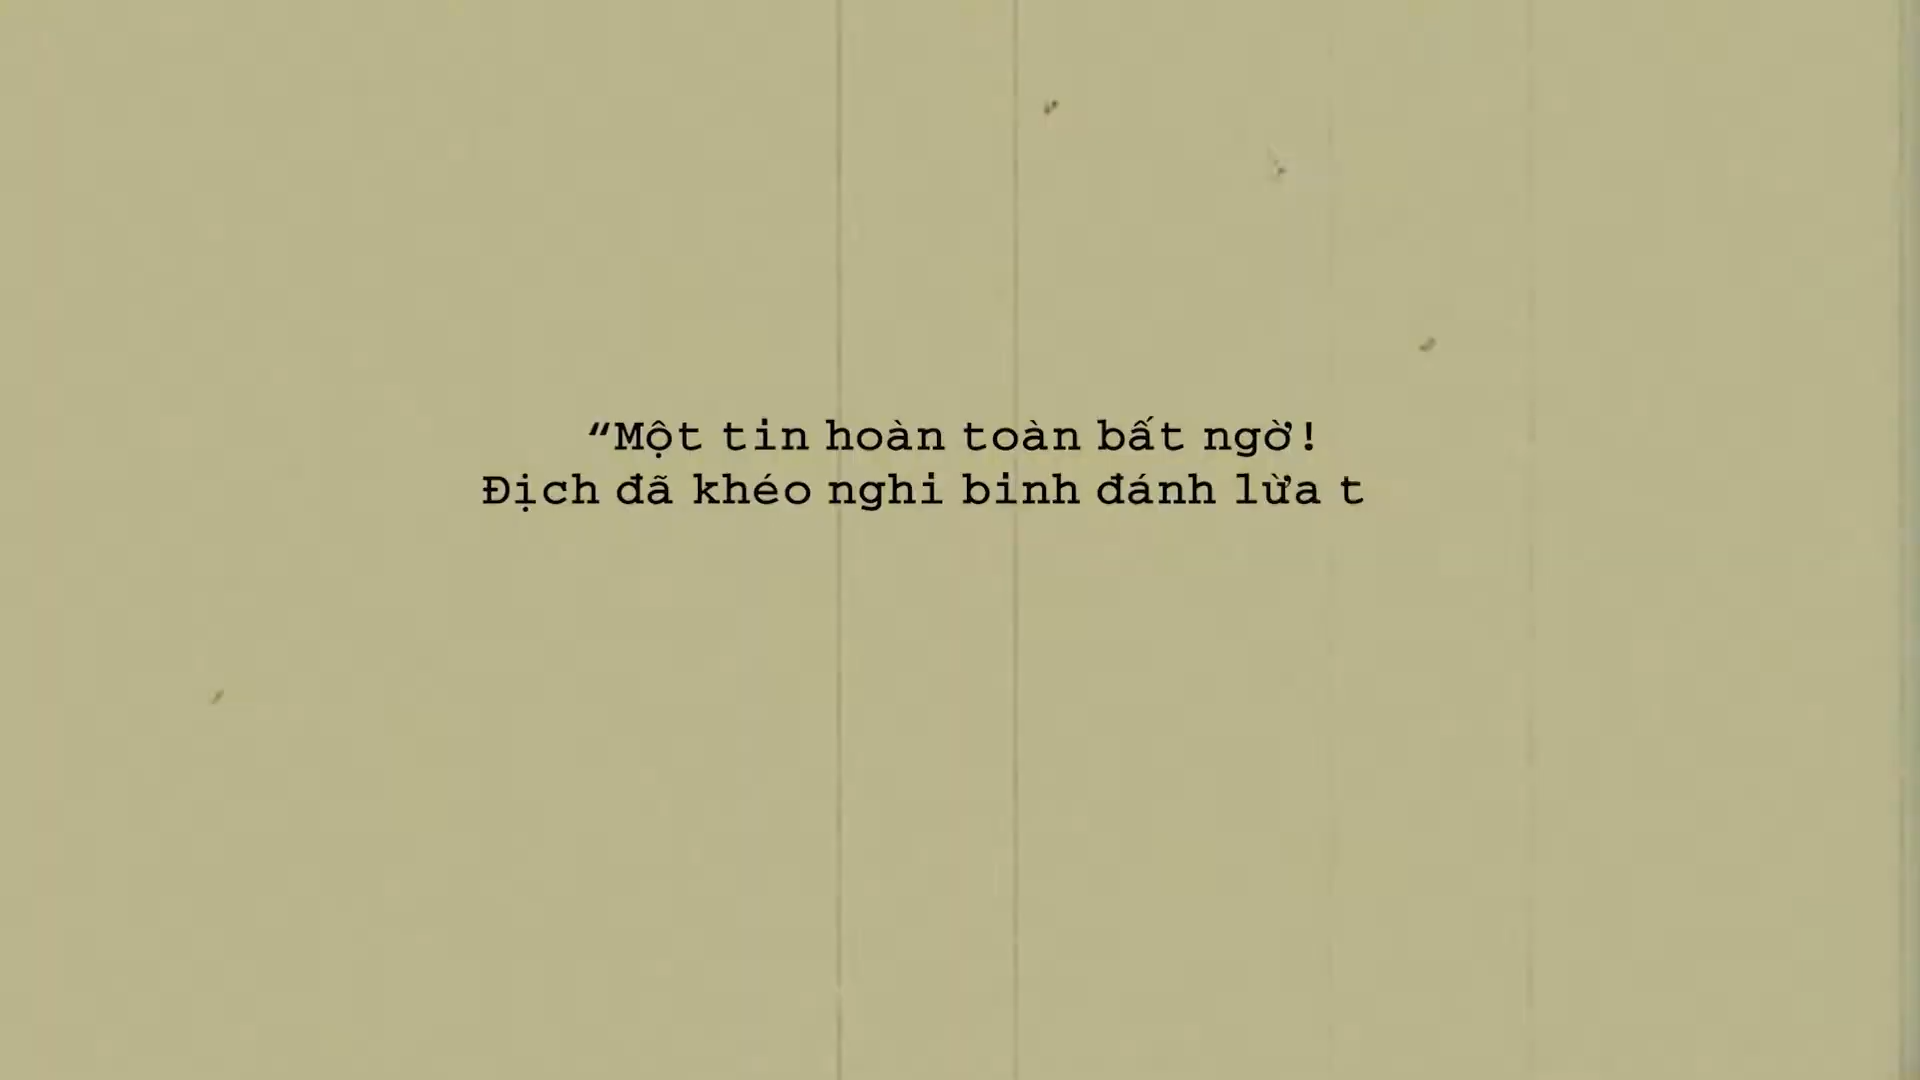 “Một tin hoàn toàn bất ngờ!
Địch đã khéo nghi binh đánh lừa t